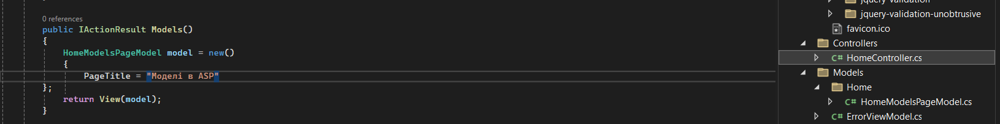 0 references
public IActionResult Models()
{
HomeModelsPageModel model = new()
{
PageTitle = "Моделі в ASP"
};
return View(model);
}
jquery-validation
jquery-validation-unobtrusive
favicon.ico
Controllers
C# HomeController.cs
Models
Home
C# HomeModelsPageModel.cs
C# ErrorViewModel.cs